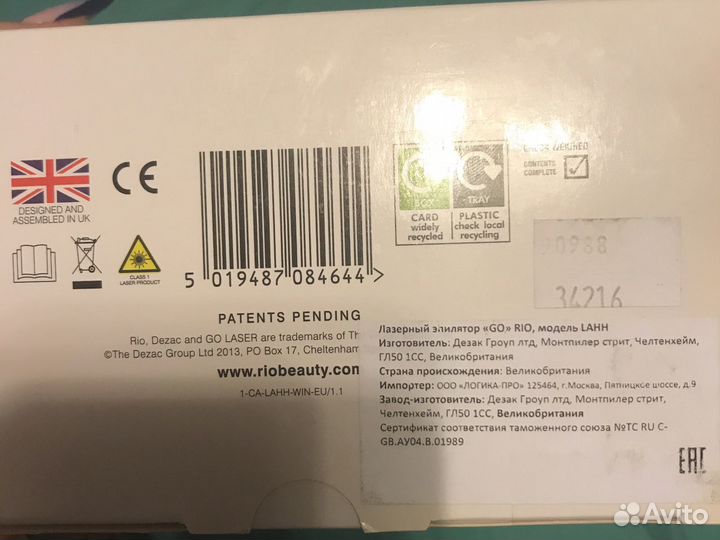 CHECK WEIGHED
CONTENTS
COMPLETE
BOX
TRAY
CARD
widely
recycled
PLASTIC
check local
recycling
DESIGNED AND
ASSEMBLED IN UK
CE
CLASS 1
LASER PRODUCT
5 019487 084644 >
34216
PATENTS PENDING
Rio, Dezac and GO LASER are trademarks of Th
©The Dezac Group Ltd 2013, PO Box 17, Cheltenham
www.riobeauty.com
1-CA-LAHH-WIN-EU/1.1
Лазерный эпилятор «GO» RIO, модель LAHH
Изготовитель: Дезак Гроуп лтд, Монтпилер стрит, Челтенхейм,
ГЛ50 1СС, Великобритания
Страна происхождения: Великобритания
Импортер: ООО «ЛОГИКА-ПРО» 125464, г.Москва, Пятницкое шоссе, д.9
Завод-изготовитель: Дезак Гроуп лтд, Монтпилер стрит,
Челтенхейм, ГЛ50 1СС, Великобритания
Сертификат соответствия таможенного союза №ТС RU C-
GB.АУ04.В.01989
EAC
Avito